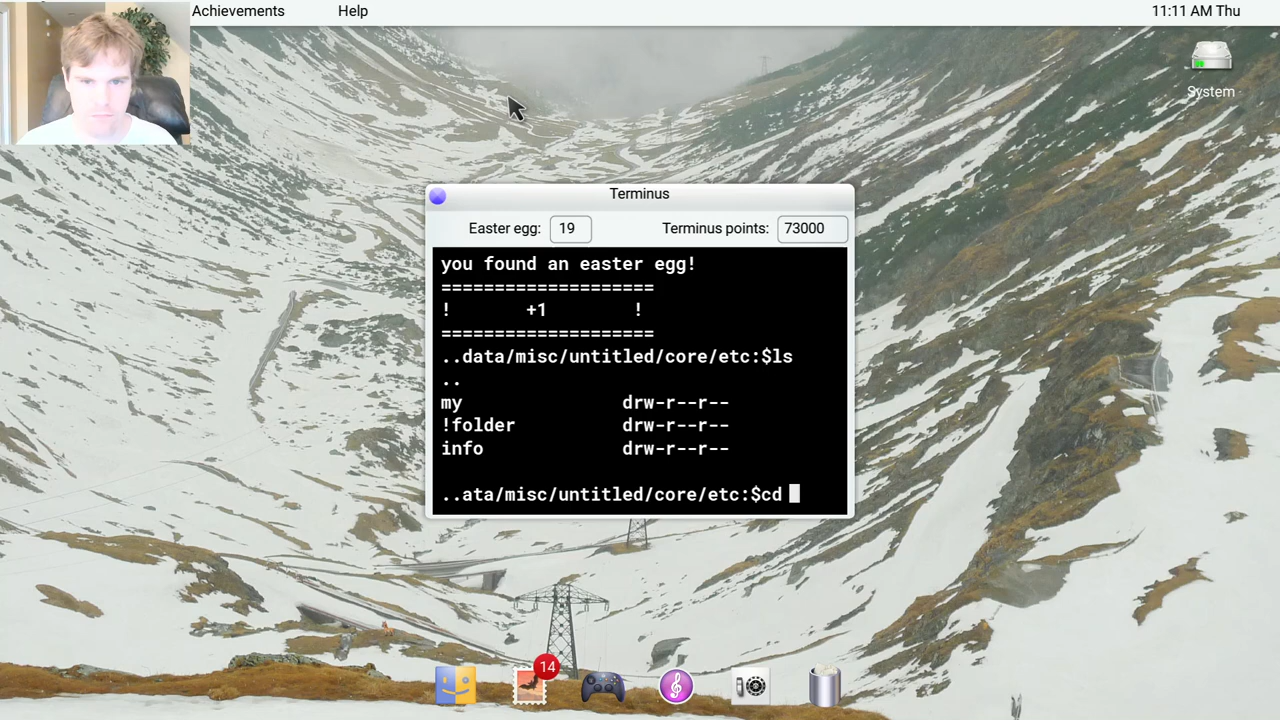 Achievements Help 11:11 AM Thu
System
Terminus
Easter egg: 19 Terminus points: 73000
you found an easter egg!
====================
! +1 !
====================
..data/misc/untitled/core/etc:$ls
..
my drw-r--r--
!folder drw-r--r--
info drw-r--r--
..ata/misc/untitled/core/etc:$cd
14